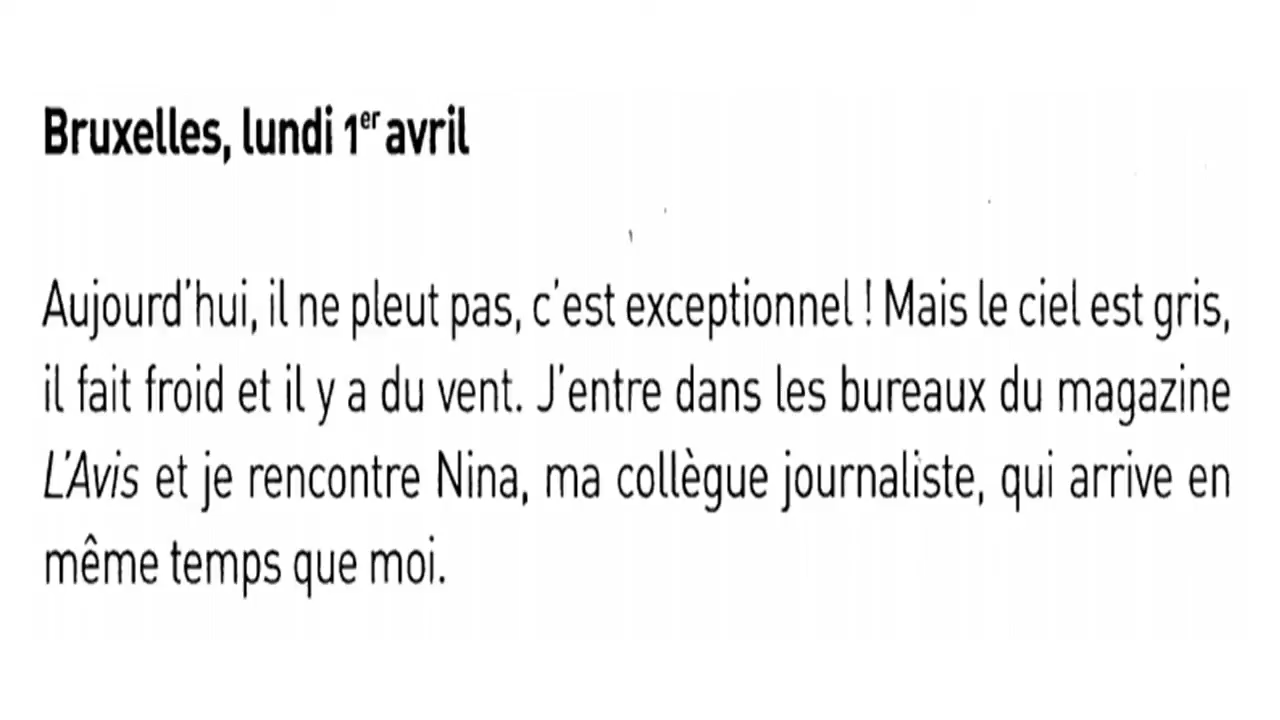 Bruxelles, lundi 1er avril
Aujourd'hui, il ne pleut pas, c'est exceptionnel ! Mais le ciel est gris,
il fait froid et il y a du vent. J'entre dans les bureaux du magazine
L'Avis et je rencontre Nina, ma collègue journaliste, qui arrive en
même temps que moi.